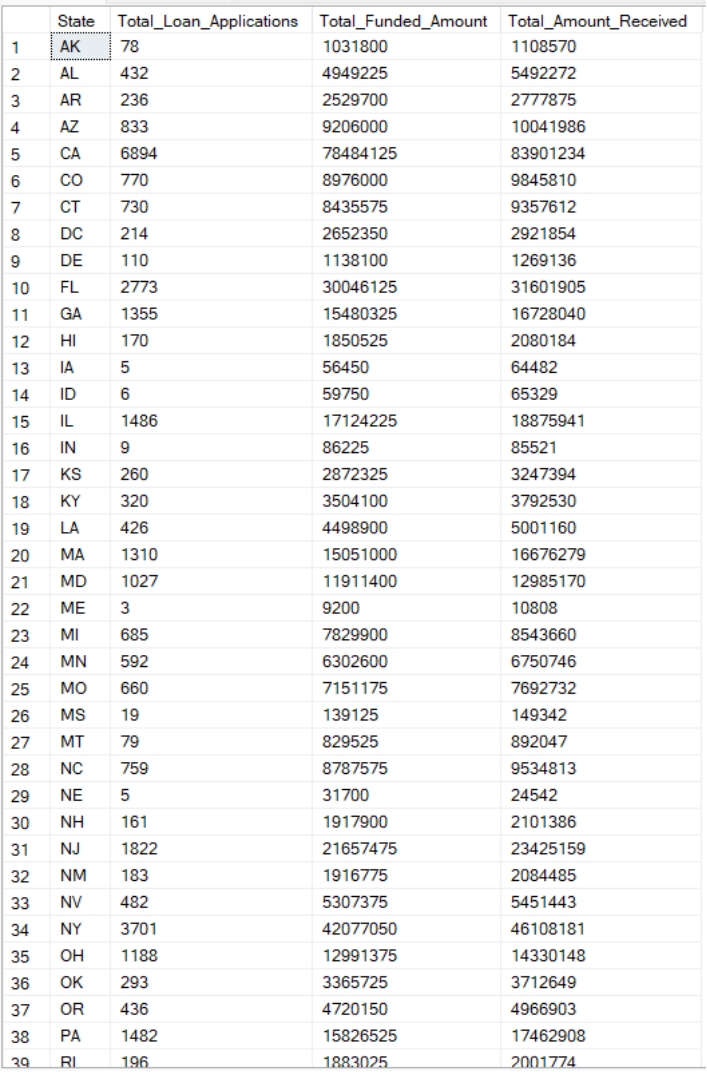 State Total_Loan_Applications Total_Funded_Amount Total_Amount_Received
1 AK 78 1031800 1108570
2 AL 432 4949225 5492272
3 AR 236 2529700 2777875
4 AZ 833 9206000 10041986
5 CA 6894 78484125 83901234
6 CO 770 8976000 9845810
7 CT 730 8435575 9357612
8 DC 214 2652350 2921854
9 DE 110 1138100 1269136
10 FL 2773 30046125 31601905
11 GA 1355 15480325 16728040
12 HI 170 1850525 2080184
13 IA 5 56450 64482
14 ID 6 59750 65329
15 IL 1486 17124225 18875941
16 IN 9 86225 85521
17 KS 260 2872325 3247394
18 KY 320 3504100 3792530
19 LA 426 4498900 5001160
20 MA 1310 15051000 16676279
21 MD 1027 11911400 12985170
22 ME 3 9200 10808
23 MI 685 7829900 8543660
24 MN 592 6302600 6750746
25 MO 660 7151175 7692732
26 MS 19 139125 149342
27 MT 79 829525 892047
28 NC 759 8787575 9534813
29 NE 5 31700 24542
30 NH 161 1917900 2101386
31 NJ 1822 21657475 23425159
32 NM 183 1916775 2084485
33 NV 482 5307375 5451443
34 NY 3701 42077050 46108181
35 OH 1188 12991375 14330148
36 OK 293 3365725 3712649
37 OR 436 4720150 4966903
38 PA 1482 15826525 17462908
39 RI 196 1883025 2001774